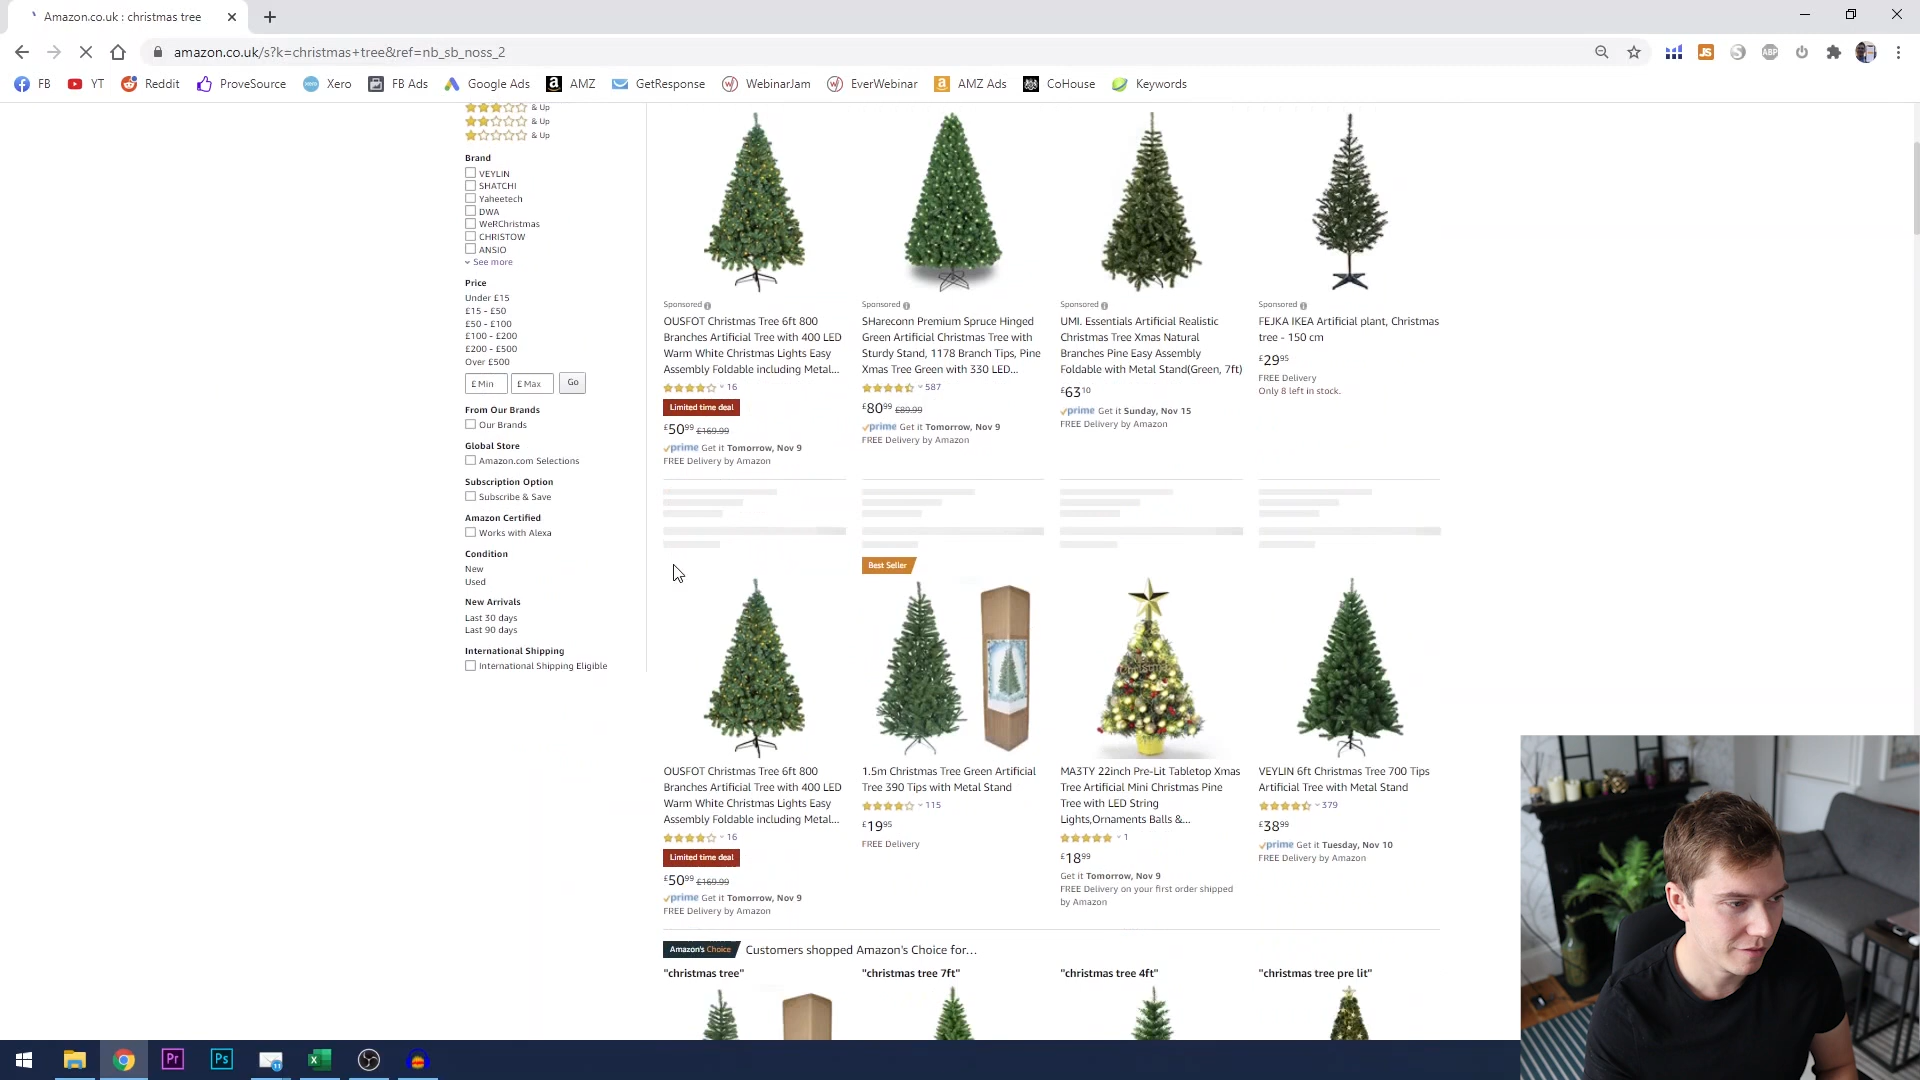 Amazon.co.uk : christmas tree
amazon.co.uk/s?k=christmas+tree&ref=nb_sb_noss_2
JS
ABP
FB
YT
Reddit
ProveSource
Xero
FB Ads
Google Ads
AMZ
GetResponse
WebinarJam
EverWebinar
AMZ Ads
CoHouse
Keywords
& Up
& Up
& Up
Brand
VEYLIN
SHATCHI
Yaheetech
DWA
WeRChristmas
CHRISTOW
ANSIO
See more
Price
Under £15
£15 - £50
£50 - £100
£100 - £200
£200 - £500
Over £500
£ Min
£ Max
Go
From Our Brands
Our Brands
Global Store
Amazon.com Selections
Subscription Option
Subscribe & Save
Amazon Certified
Works with Alexa
Condition
New
Used
New Arrivals
Last 30 days
Last 90 days
International Shipping
International Shipping Eligible
Sponsored
OUSFOT Christmas Tree 6ft 800
Branches Artificial Tree with 400 LED
Warm White Christmas Lights Easy
Assembly Foldable including Metal...
16
Limited time deal
£50.99 £169.99
prime Get it Tomorrow, Nov 9
FREE Delivery by Amazon
Sponsored
SHareconn Premium Spruce Hinged
Green Artificial Christmas Tree with
Sturdy Stand, 1178 Branch Tips, Pine
Xmas Tree Green with 330 LED...
587
£80.99 £89.99
prime Get it Tomorrow, Nov 9
FREE Delivery by Amazon
Sponsored
UMI. Essentials Artificial Realistic
Christmas Tree Xmas Natural
Branches Pine Easy Assembly
Foldable with Metal Stand(Green, 7ft)
£63.10
prime Get it Sunday, Nov 15
FREE Delivery by Amazon
Sponsored
FEJKA IKEA Artificial plant, Christmas
tree - 150 cm
£29.95
FREE Delivery
Only 8 left in stock.
OUSFOT Christmas Tree 6ft 800
Branches Artificial Tree with 400 LED
Warm White Christmas Lights Easy
Assembly Foldable including Metal...
16
Limited time deal
£50.99 £169.99
prime Get it Tomorrow, Nov 9
FREE Delivery by Amazon
Best Seller
1.5m Christmas Tree Green Artificial
Tree 390 Tips with Metal Stand
115
£19.95
FREE Delivery
MA3TY 22inch Pre-Lit Tabletop Xmas
Tree Artificial Mini Christmas Pine
Tree with LED String
Lights,Ornaments Balls &...
1
£18.99
Get it Tomorrow, Nov 9
FREE Delivery on your first order shipped
by Amazon
VEYLIN 6ft Christmas Tree 700 Tips
Artificial Tree with Metal Stand
379
£38.99
prime Get it Tuesday, Nov 10
FREE Delivery by Amazon
Amazon's Choice Customers shopped Amazon's Choice for...
"christmas tree"
"christmas tree 7ft"
"christmas tree 4ft"
"christmas tree pre lit"
Pr
Ps
11